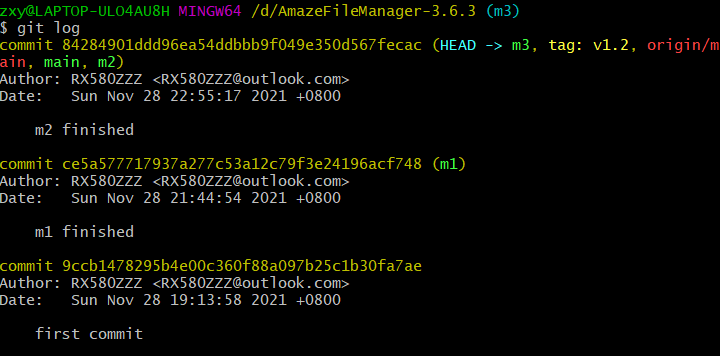 zxy@LAPTOP-ULO4AU8H MINGW64 /d/AmazeFileManager-3.6.3 (m3)
$ git log
commit 84284901ddd96ea54ddbbb9f049e350d567fecac (HEAD -> m3, tag: v1.2, origin/m
ain, main, m2)
Author: RX580ZZZ <RX580ZZZ@outlook.com>
Date:   Sun Nov 28 22:55:17 2021 +0800
    m2 finished
commit ce5a577717937a277c53a12c79f3e24196acf748 (m1)
Author: RX580ZZZ <RX580ZZZ@outlook.com>
Date:   Sun Nov 28 21:44:54 2021 +0800
    m1 finished
commit 9ccb1478295b4e00c360f88a097b25c1b30fa7ae
Author: RX580ZZZ <RX580ZZZ@outlook.com>
Date:   Sun Nov 28 19:13:58 2021 +0800
    first commit